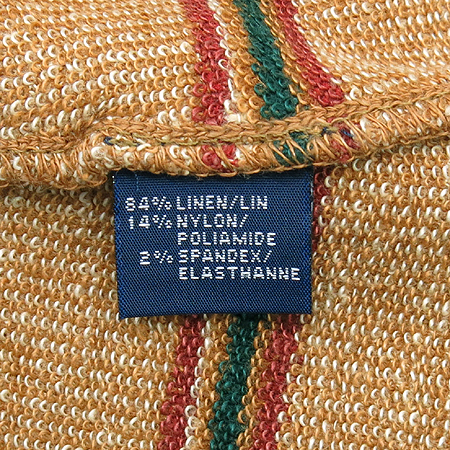 84% LINEN/LIN
14% NYLON/
POLIAMIDE
2% SPANDEX/
ELASTHANNE